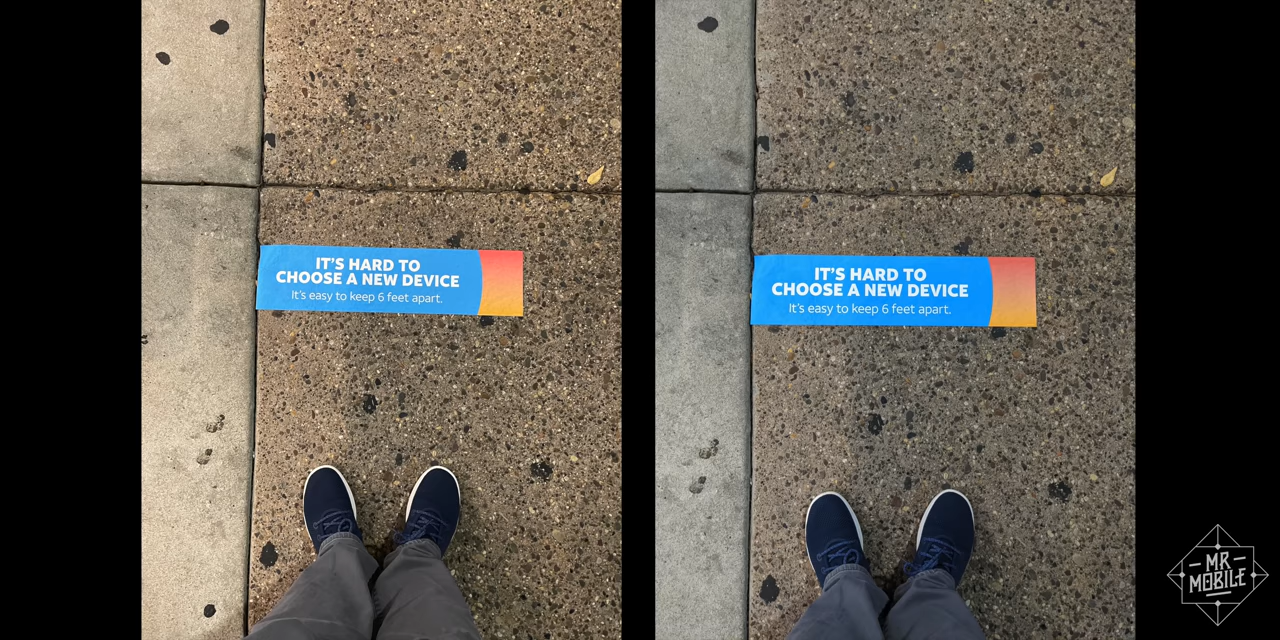 IT'S HARD TO
CHOOSE A NEW DEVICE
It's easy to keep 6 feet apart.
IT'S HARD TO
CHOOSE A NEW DEVICE
It's easy to keep 6 feet apart.
MR
MOBILE